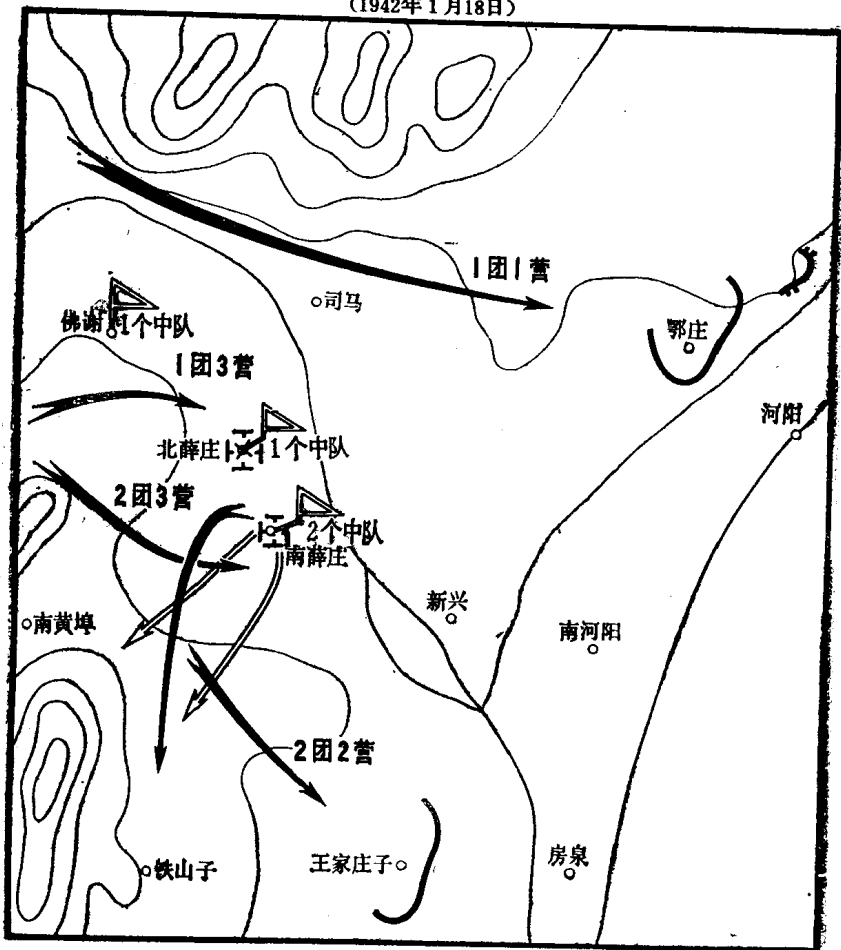 （1942年1月18日）
1团1营
司马
佛谢
1个中队
鄂庄
1团3营
河阳
北薛庄
1个中队
2团3营
2个中队
南薛庄
新兴
南黄埠
南河阳
2团2营
铁山子
王家庄子
房泉